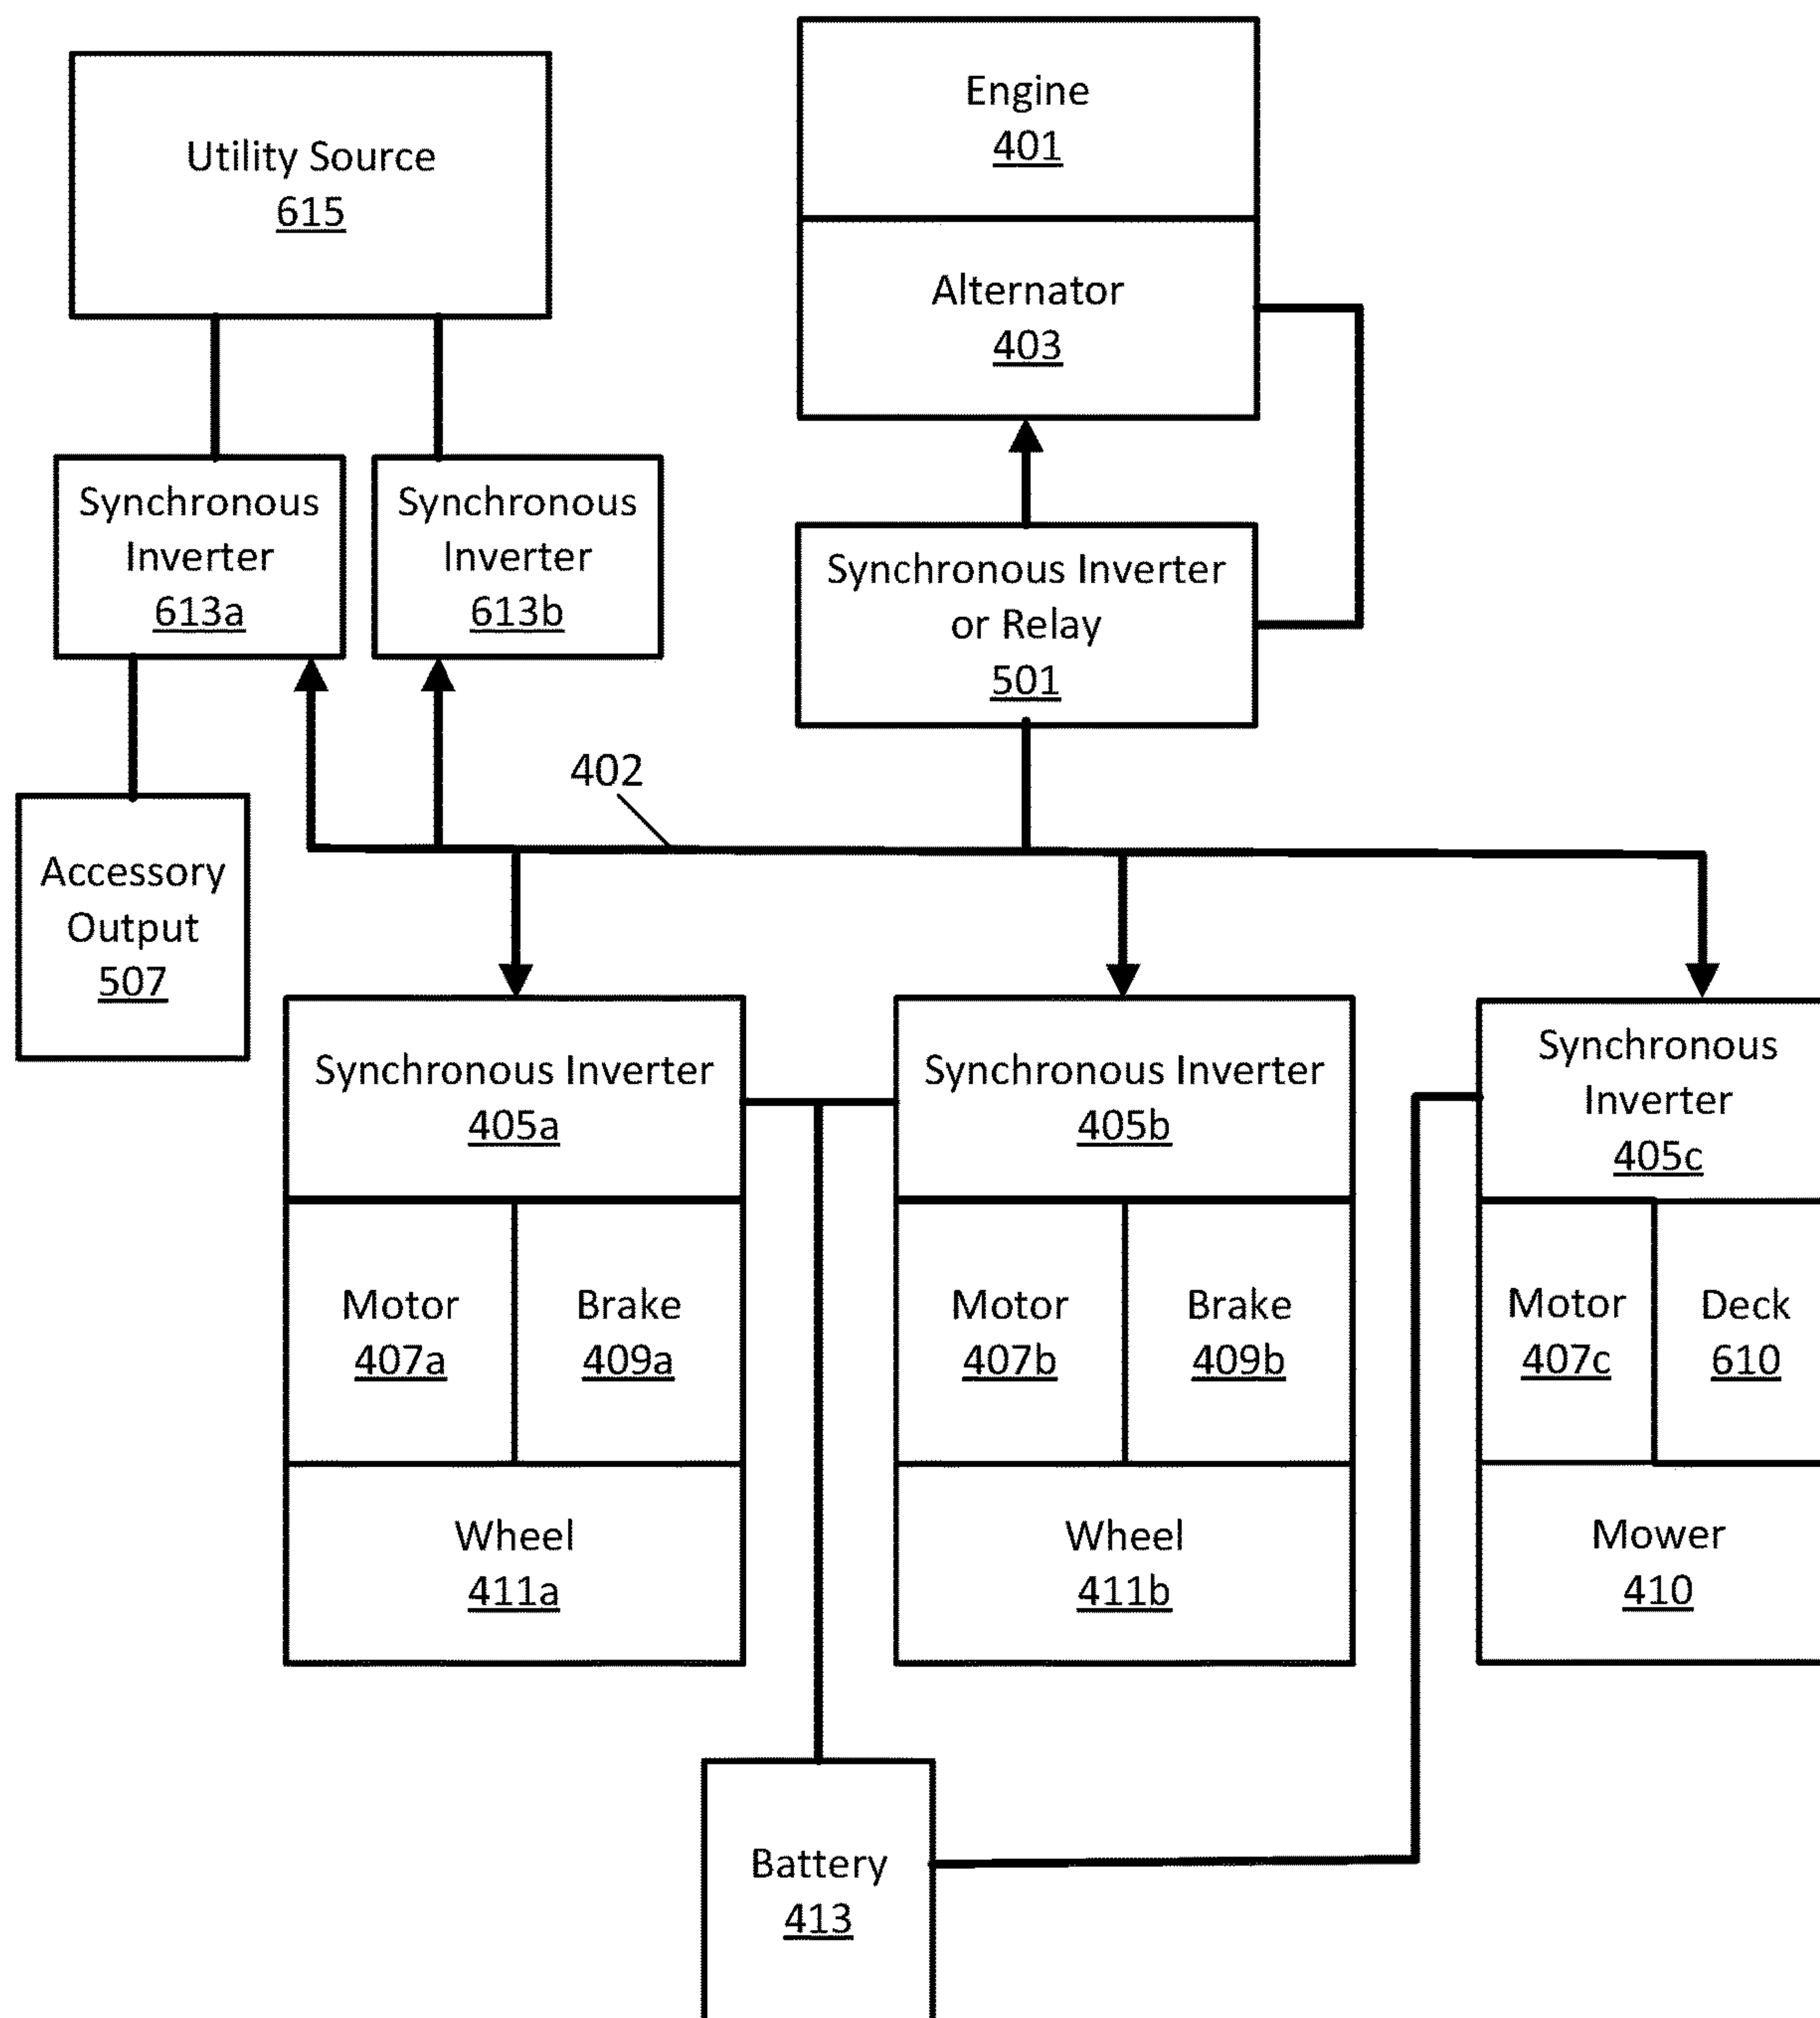 Engine
401
Utility Source
615
Alternator
403
Synchronous
Inverter
613a
Synchronous
Inverter
613b
Synchronous Inverter
or Relay
501
402
Accessory
Output
507
Synchronous Inverter
405a
Synchronous Inverter
405b
Synchronous
Inverter
405c
Motor
407a
Brake
409a
Motor
407b
Brake
409b
Motor
407c
Deck
610
Wheel
411a
Wheel
411b
Mower
410
Battery
413